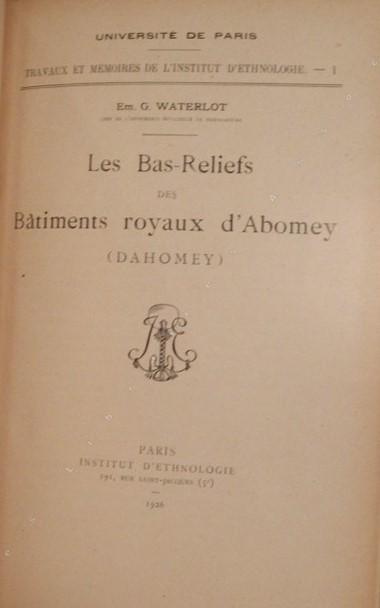 UNIVERSITÉ DE PARIS
TRAVAUX ET MÉMOIRES DE L'INSTITUT D'ETHNOLOGIE. — I
Em. G. WATERLOT
Les Bas-Reliefs
DES
Bâtiments royaux d'Abomey
(DAHOMEY)
PARIS
INSTITUT D'ETHNOLOGIE
191, RUE SAINT-JACQUES (5e)
1926